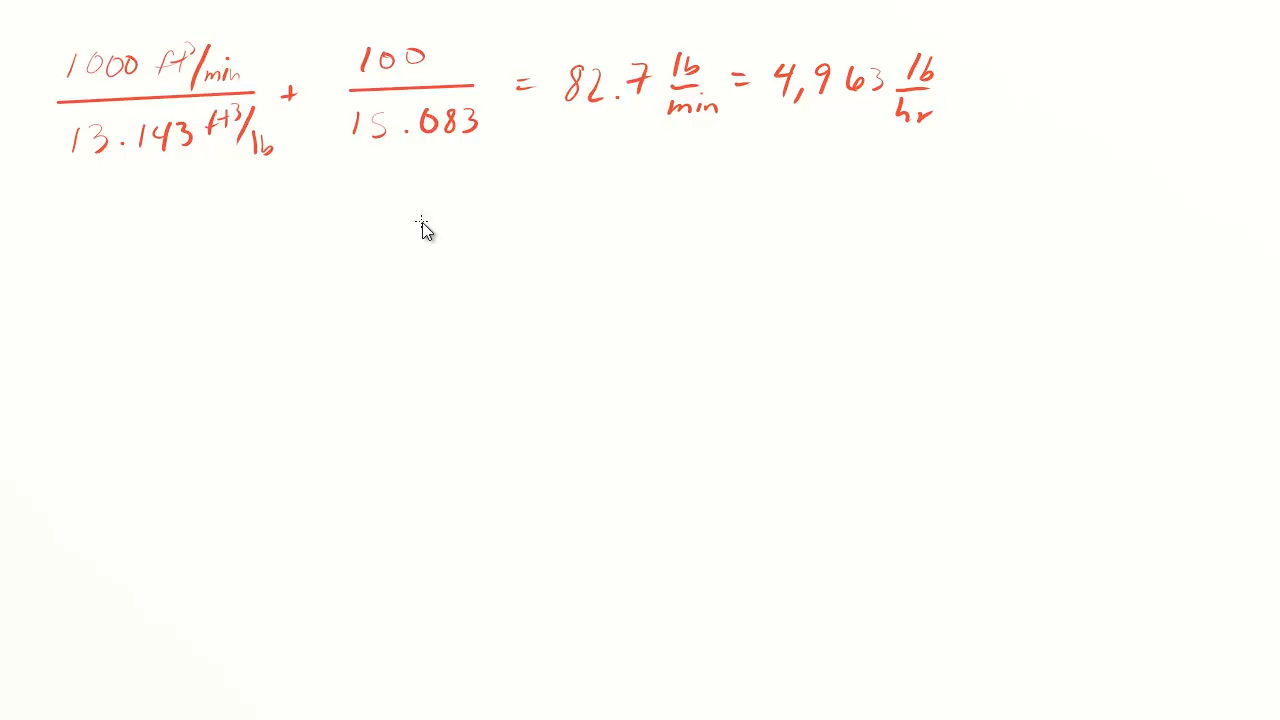 1000 ft³/min / 13.143 ft³/lb + 100 / 15.083 = 82.7 lb/min = 4,963 lb/hr